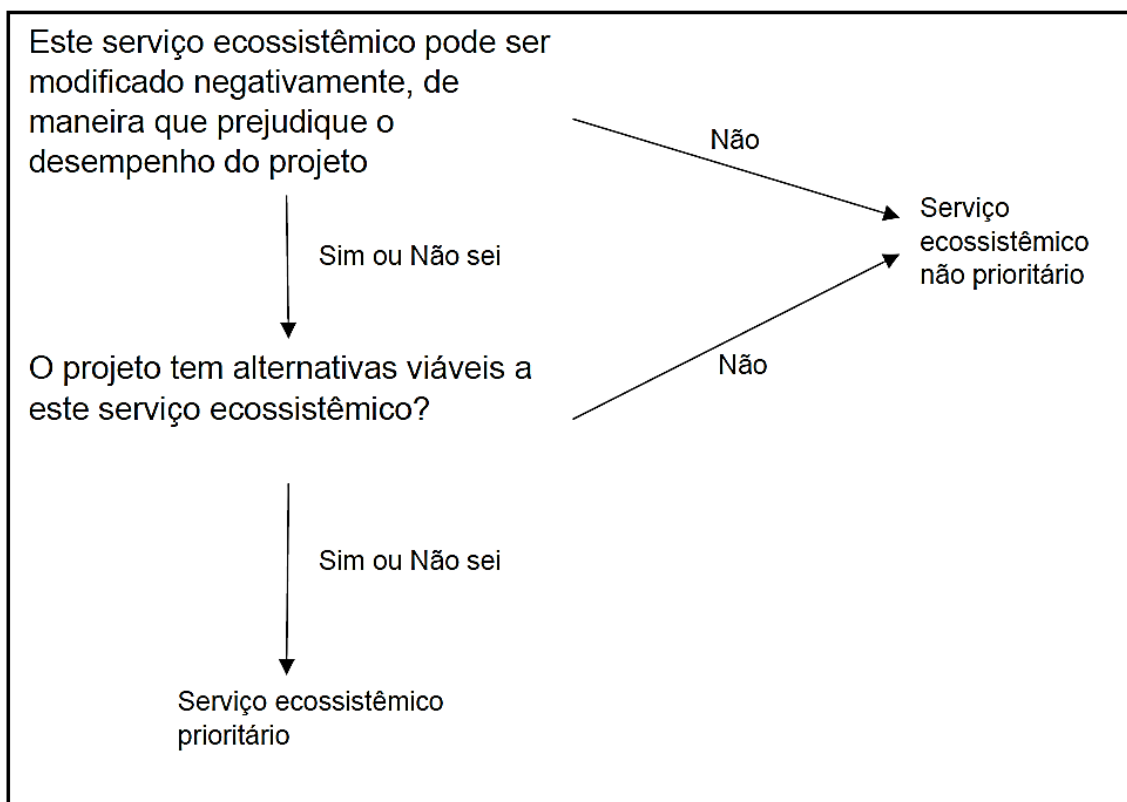 Este serviço ecossistêmico pode ser
modificado negativamente, de
maneira que prejudique o
desempenho do projeto
Não
Serviço
ecossistêmico
não prioritário
Sim ou Não sei
O projeto tem alternativas viáveis a
este serviço ecossistêmico?
Não
Sim ou Não sei
Serviço ecossistêmico
prioritário